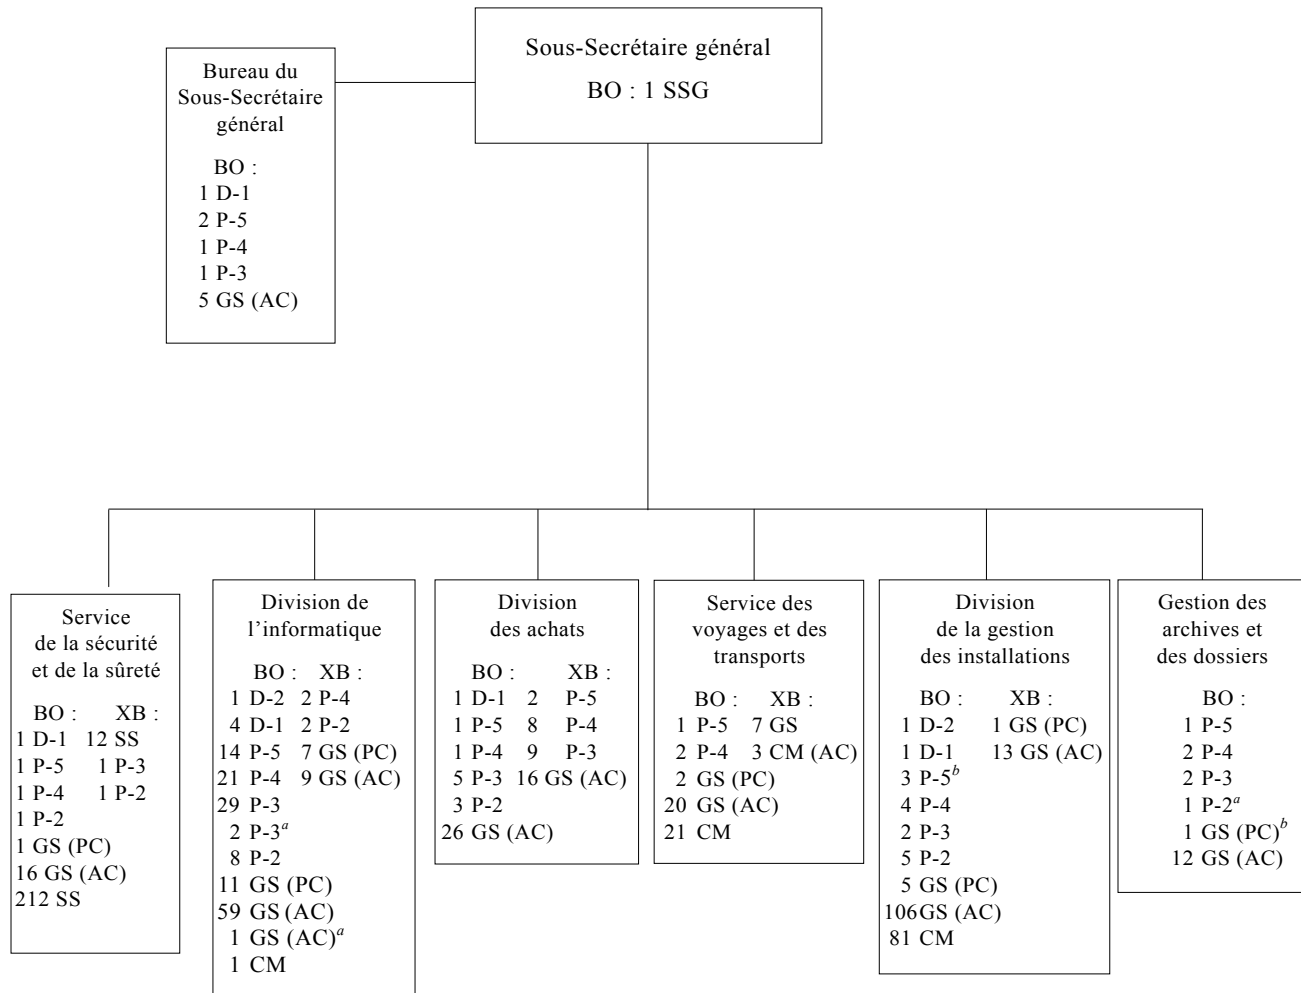 Sous-Secrétaire général
BO : 1 SSG
Bureau du
Sous-Secrétaire
général
BO :
1 D-1
2 P-5
1 P-4
1 P-3
5 GS (AC)
Service
de la sécurité
et de la sûreté
BO : XB :
1 D-1 12 SS
1 P-5 1 P-3
1 P-4 1 P-2
1 P-2
1 GS (PC)
16 GS (AC)
212 SS
Division de
l’informatique
BO : XB :
1 D-2 2 P-4
4 D-1 2 P-2
14 P-5 7 GS (PC)
21 P-4 9 GS (AC)
29 P-3
2 P-3a
8 P-2
11 GS (PC)
59 GS (AC)
1 GS (AC)a
1 CM
Division
des achats
BO : XB :
1 D-1 2 P-5
1 P-5 8 P-4
1 P-4 9 P-3
5 P-3 16 GS (AC)
3 P-2
26 GS (AC)
Service des
voyages et des
transports
BO : XB :
1 P-5 7 GS
2 P-4 3 CM (AC)
2 GS (PC)
20 GS (AC)
21 CM
Division
de la gestion
des installations
BO : XB :
1 D-2 1 GS (PC)
1 D-1 13 GS (AC)
3 P-5b
4 P-4
2 P-3
5 P-2
5 GS (PC)
106 GS (AC)
81 CM
Gestion des
archives et
des dossiers
BO :
1 P-5
2 P-4
2 P-3
1 P-2a
1 GS (PC)b
12 GS (AC)